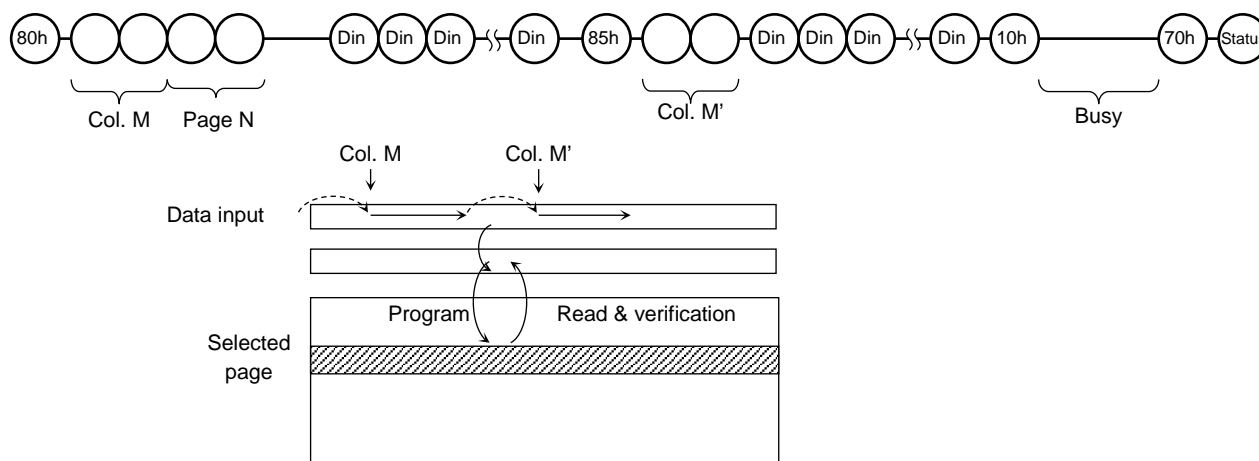 80h Din Din Din Din 85h Din Din Din Din 10h 70h Statu
Col. M Page N Col. M’ Busy
Col. M Col. M’
Data input
Program Read & verification
Selected
page